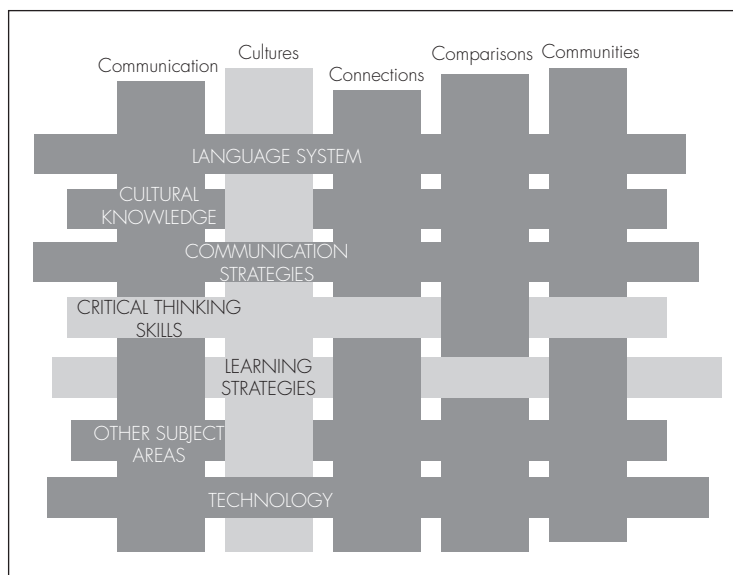 Communication
Cultures
Connections
Comparisons
Communities
LANGUAGE SYSTEM
CULTURAL
KNOWLEDGE
COMMUNICATION
STRATEGIES
CRITICAL THINKING
SKILLS
LEARNING
STRATEGIES
OTHER SUBJECT
AREAS
TECHNOLOGY